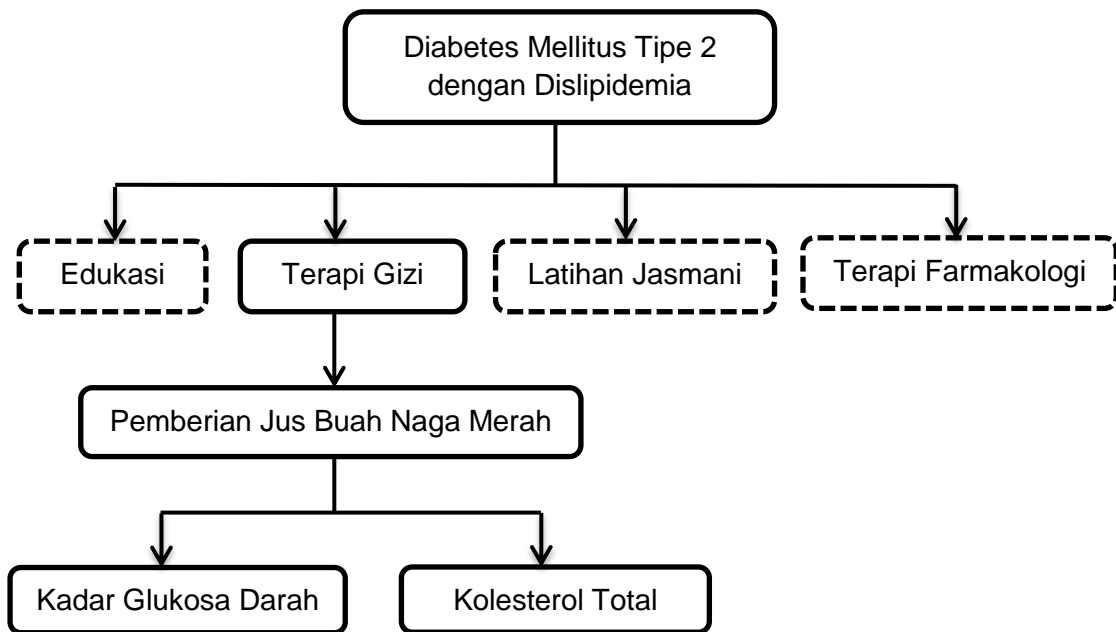 Diabetes Mellitus Tipe 2
dengan Dislipidemia
Edukasi
Terapi Gizi
Latihan Jasmani
Terapi Farmakologi
Pemberian Jus Buah Naga Merah
Kadar Glukosa Darah
Kolesterol Total